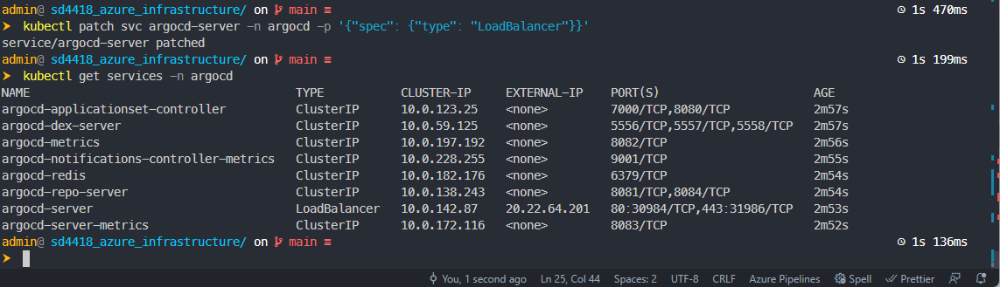 admin@ sd4418_azure_infrastructure/ on main ≡ 1s 470ms
➤ kubectl patch svc argocd-server -n argocd -p '{"spec": {"type": "LoadBalancer"}}'
service/argocd-server patched
admin@ sd4418_azure_infrastructure/ on main ≡ 1s 199ms
➤ kubectl get services -n argocd
NAME TYPE CLUSTER-IP EXTERNAL-IP PORT(S) AGE
argocd-applicationset-controller ClusterIP 10.0.123.25 <none> 7000/TCP,8080/TCP 2m57s
argocd-dex-server ClusterIP 10.0.59.125 <none> 5556/TCP,5557/TCP,5558/TCP 2m57s
argocd-metrics ClusterIP 10.0.197.192 <none> 8082/TCP 2m56s
argocd-notifications-controller-metrics ClusterIP 10.0.228.255 <none> 9001/TCP 2m55s
argocd-redis ClusterIP 10.0.182.176 <none> 6379/TCP 2m54s
argocd-repo-server ClusterIP 10.0.138.243 <none> 8081/TCP,8084/TCP 2m54s
argocd-server LoadBalancer 10.0.142.87 20.22.64.201 80:30984/TCP,443:31986/TCP 2m53s
argocd-server-metrics ClusterIP 10.0.172.116 <none> 8083/TCP 2m52s
admin@ sd4418_azure_infrastructure/ on main ≡ 1s 136ms
➤
You, 1 second ago Ln 25, Col 44 Spaces: 2 UTF-8 CRLF Azure Pipelines Spell Prettier